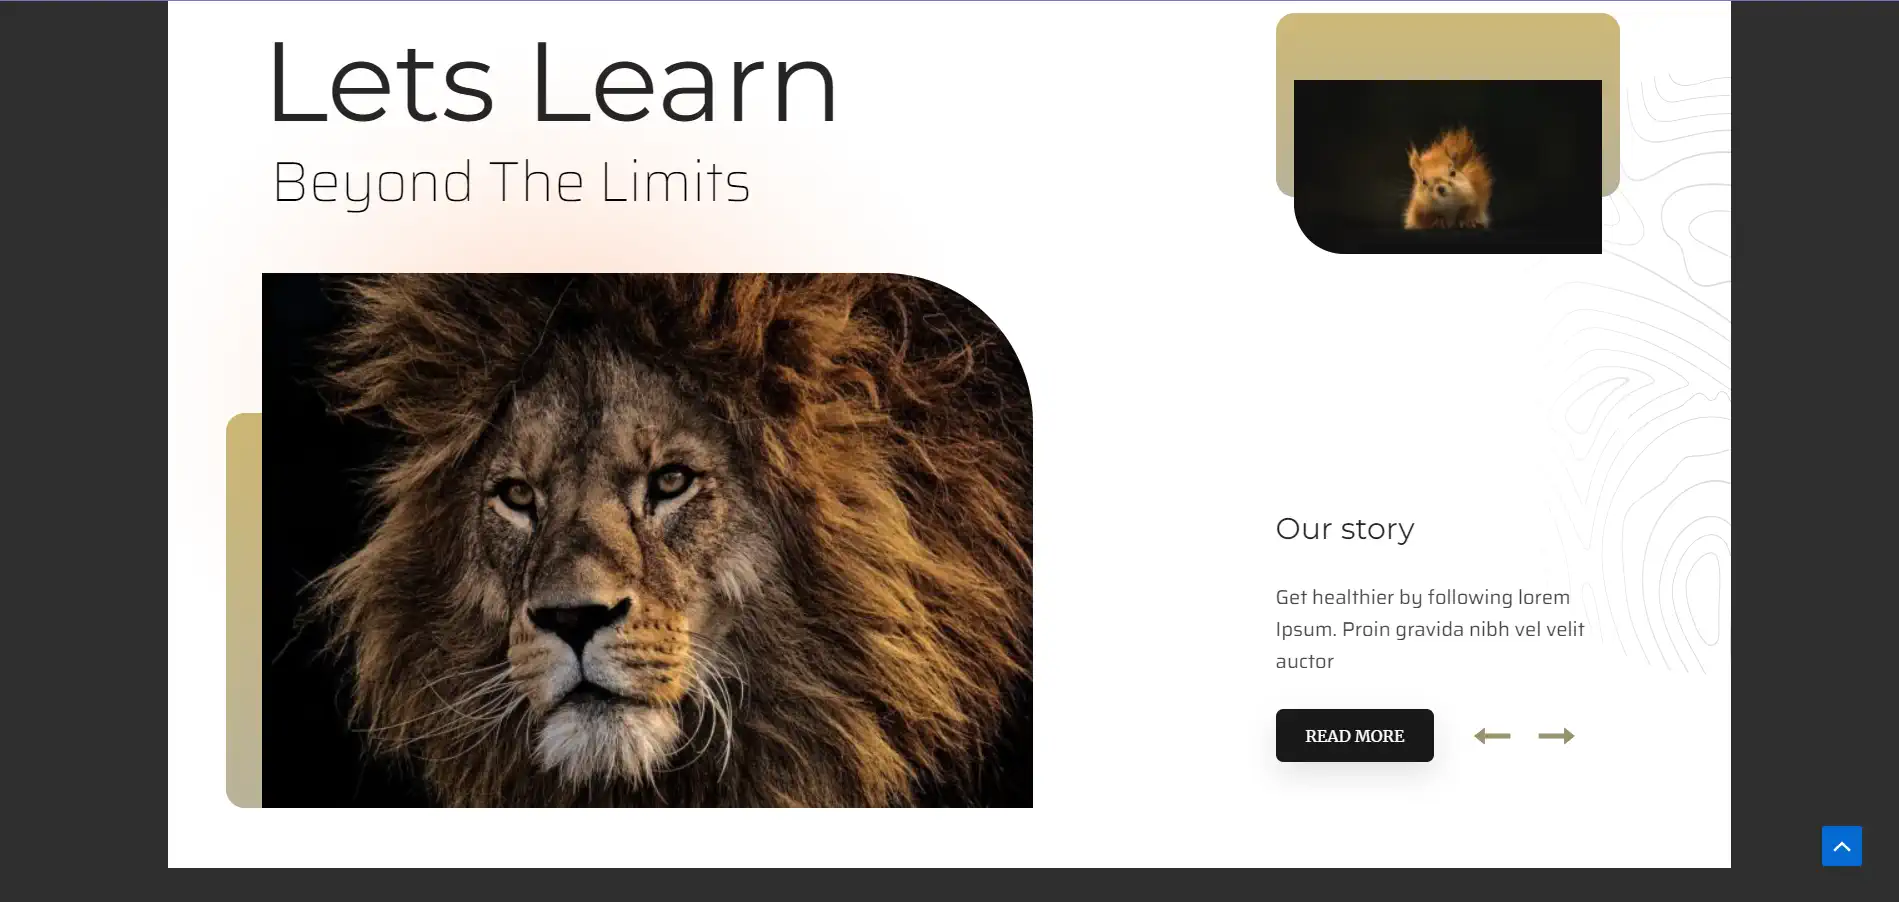 Lets Learn
Beyond The Limits
Our story
Get healthier by following lorem
Ipsum. Proin gravida nibh vel velit
auctor
READ MORE